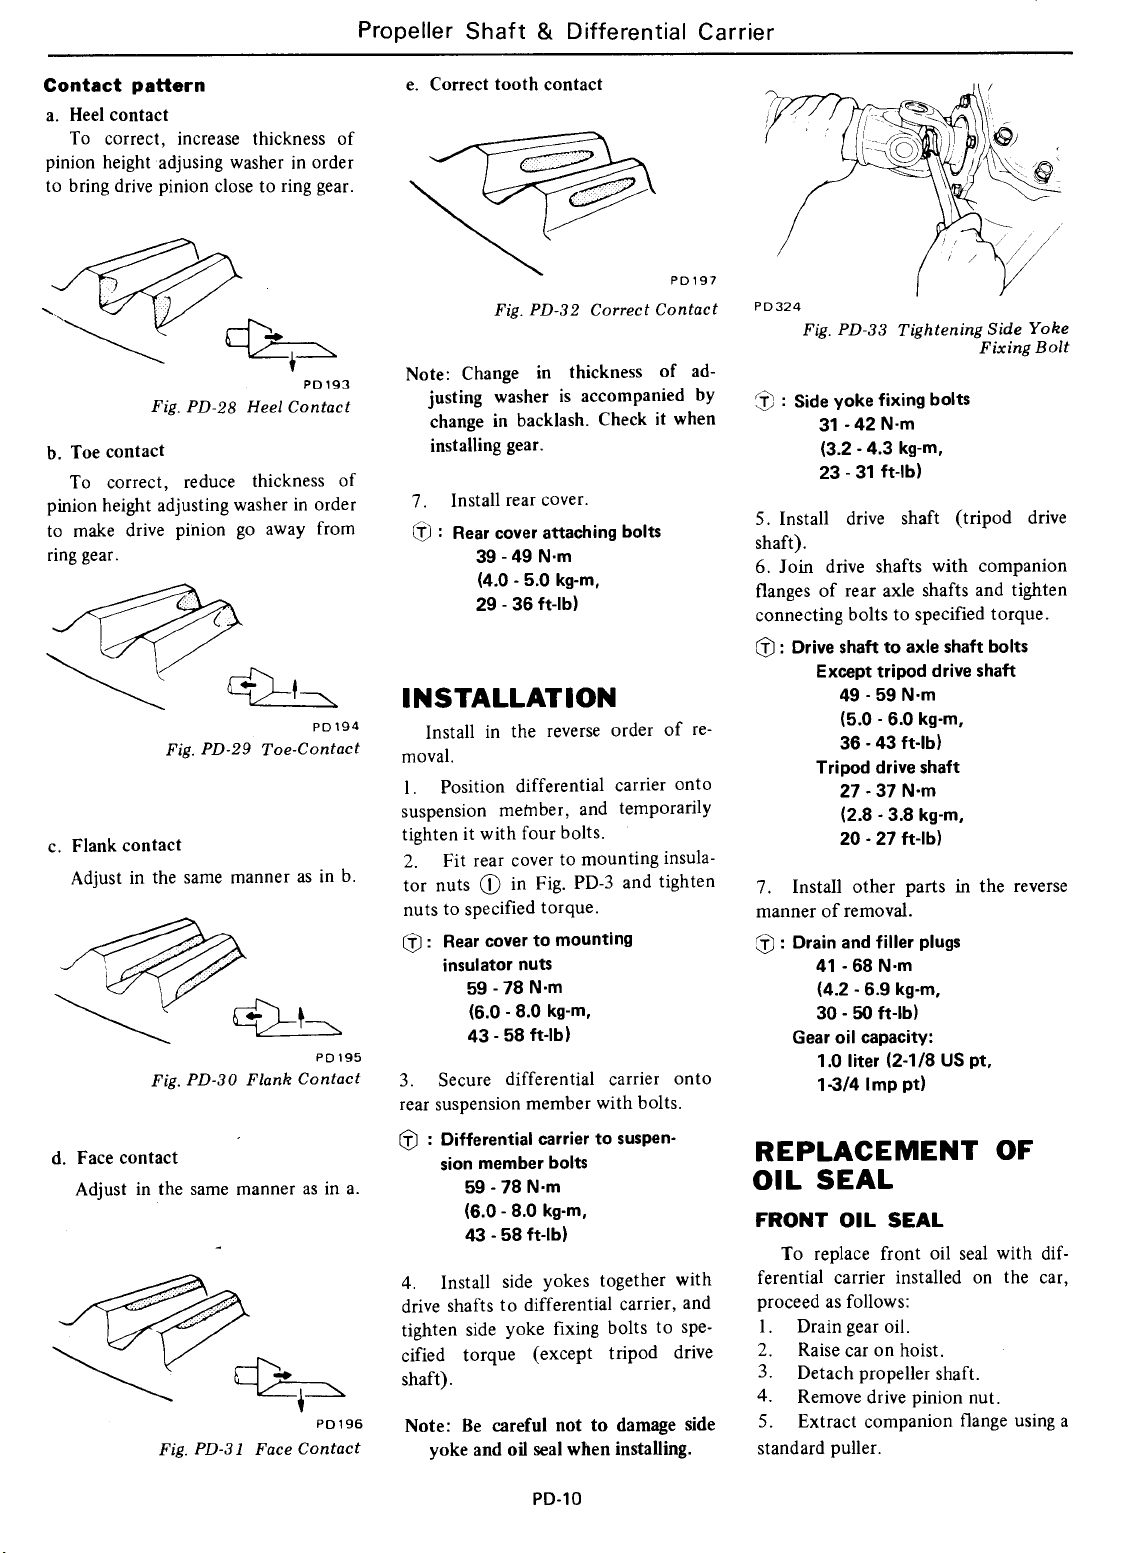 Propeller Shaft & Differential Carrier
Contact pattern
a. Heel contact
To correct, increase thickness of
pinion height adjusing washer in order
to bring drive pinion close to ring gear.
PD193
Fig. PD-28 Heel Contact
b. Toe contact
To correct, reduce thickness of
pinion height adjusting washer in order
to make drive pinion go away from
ring gear.
PD194
Fig. PD-29 Toe-Contact
c. Flank contact
Adjust in the same manner as in b.
PD195
Fig. PD-30 Flank Contact
d. Face contact
Adjust in the same manner as in a.
PD196
Fig. PD-31 Face Contact
e. Correct tooth contact
PD197
Fig. PD-32 Correct Contact
Note: Change in thickness of ad-
justing washer is accompanied by
change in backlash. Check it when
installing gear.
7. Install rear cover.
Ⓣ : Rear cover attaching bolts
39 - 49 N·m
(4.0 - 5.0 kg-m,
29 - 36 ft-lb)
INSTALLATION
Install in the reverse order of re-
moval.
1. Position differential carrier onto
suspension member, and temporarily
tighten it with four bolts.
2. Fit rear cover to mounting insula-
tor nuts ① in Fig. PD-3 and tighten
nuts to specified torque.
Ⓣ : Rear cover to mounting
insulator nuts
59 - 78 N·m
(6.0 - 8.0 kg-m,
43 - 58 ft-lb)
3. Secure differential carrier onto
rear suspension member with bolts.
Ⓣ : Differential carrier to suspen-
sion member bolts
59 - 78 N·m
(6.0 - 8.0 kg-m,
43 - 58 ft-lb)
4. Install side yokes together with
drive shafts to differential carrier, and
tighten side yoke fixing bolts to spe-
cified torque (except tripod drive
shaft).
Note: Be careful not to damage side
yoke and oil seal when installing.
PD324
Fig. PD-33 Tightening Side Yoke
Fixing Bolt
Ⓣ : Side yoke fixing bolts
31 - 42 N·m
(3.2 - 4.3 kg-m,
23 - 31 ft-lb)
5. Install drive shaft (tripod drive
shaft).
6. Join drive shafts with companion
flanges of rear axle shafts and tighten
connecting bolts to specified torque.
Ⓣ : Drive shaft to axle shaft bolts
Except tripod drive shaft
49 - 59 N·m
(5.0 - 6.0 kg-m,
36 - 43 ft-lb)
Tripod drive shaft
27 - 37 N·m
(2.8 - 3.8 kg-m,
20 - 27 ft-lb)
7. Install other parts in the reverse
manner of removal.
Ⓣ : Drain and filler plugs
41 - 68 N·m
(4.2 - 6.9 kg-m,
30 - 50 ft-lb)
Gear oil capacity:
1.0 liter (2-1/8 US pt,
1-3/4 Imp pt)
REPLACEMENT OF
OIL SEAL
FRONT OIL SEAL
To replace front oil seal with dif-
ferential carrier installed on the car,
proceed as follows:
1. Drain gear oil.
2. Raise car on hoist.
3. Detach propeller shaft.
4. Remove drive pinion nut.
5. Extract companion flange using a
standard puller.
PD-10